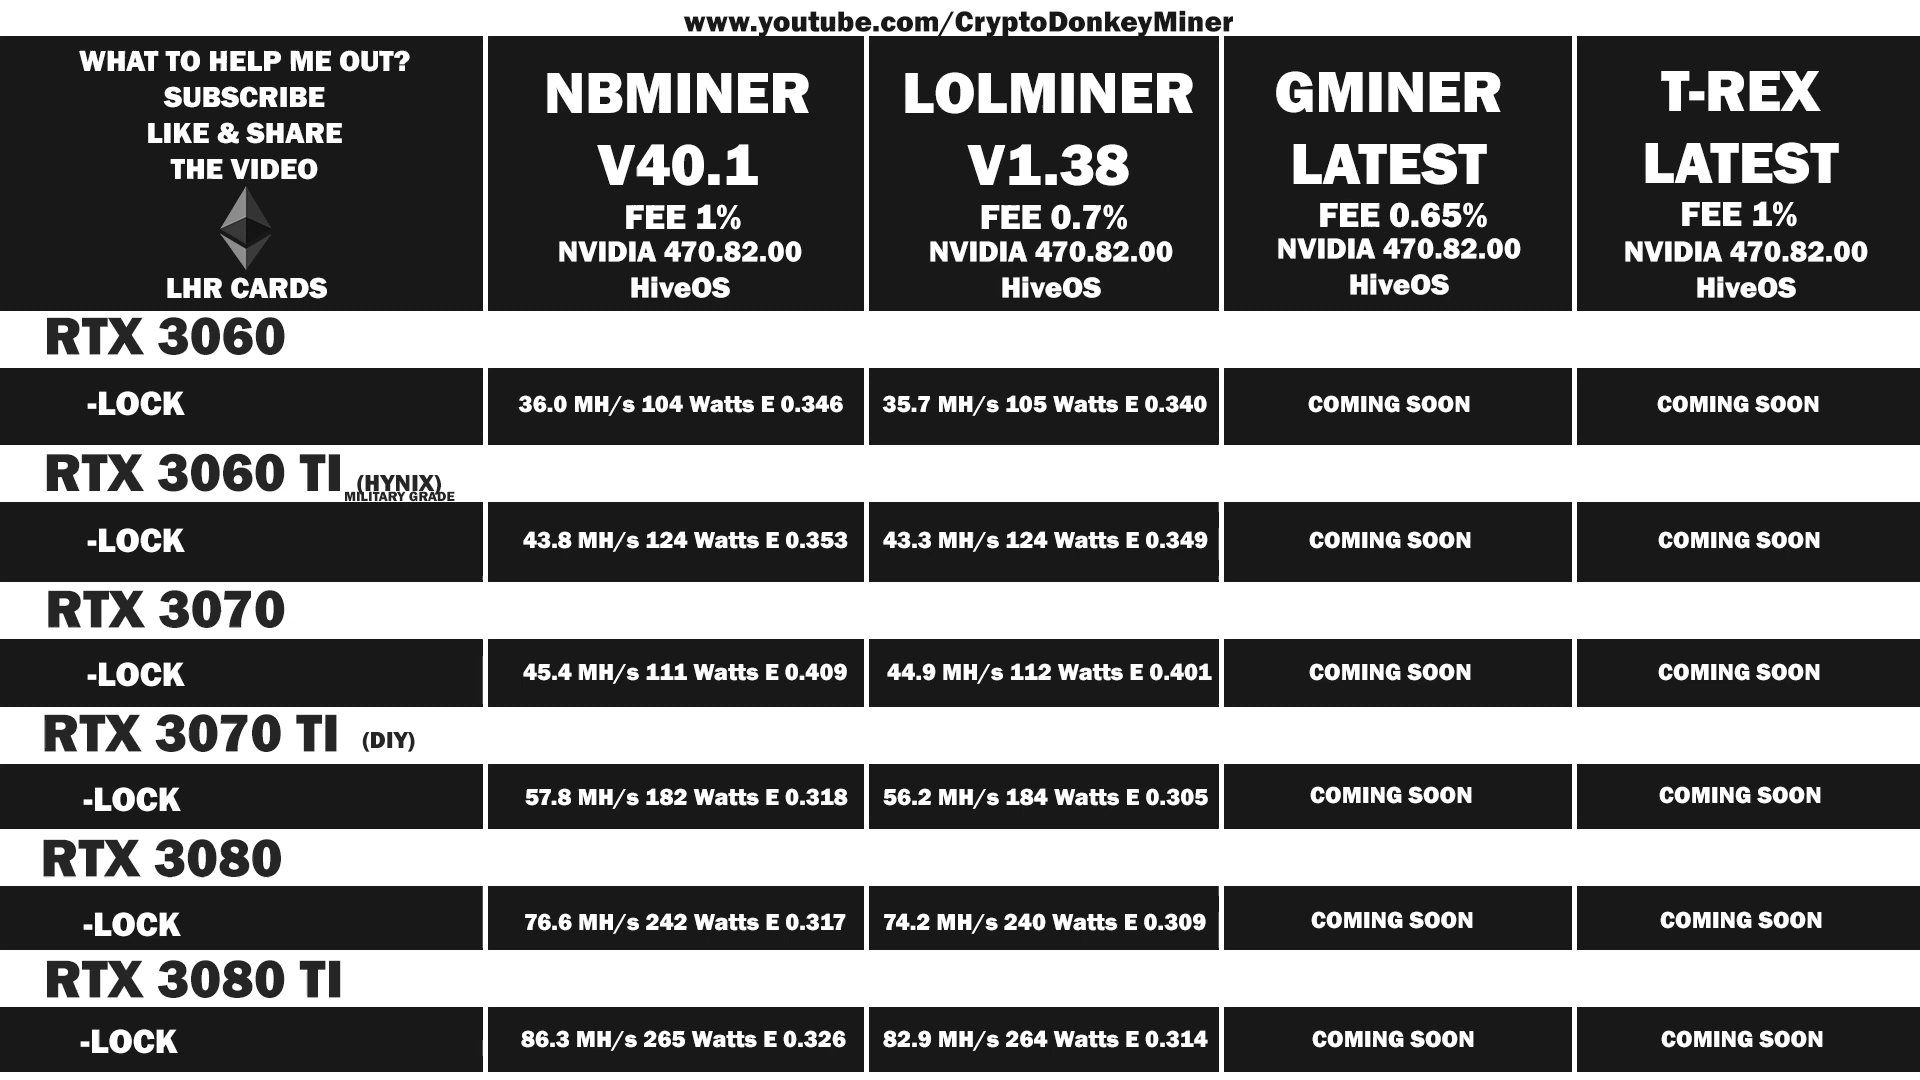 www.youtube.com/CryptoDonkeyMiner
WHAT TO HELP ME OUT?
SUBSCRIBE
LIKE & SHARE
THE VIDEO
LHR CARDS
NBMINER
V40.1
FEE 1%
NVIDIA 470.82.00
HiveOS
LOLMINER
V1.38
FEE 0.7%
NVIDIA 470.82.00
HiveOS
GMINER
LATEST
FEE 0.65%
NVIDIA 470.82.00
HiveOS
T-REX
LATEST
FEE 1%
NVIDIA 470.82.00
HiveOS
RTX 3060
-LOCK
36.0 MH/s 104 Watts E 0.346
35.7 MH/s 105 Watts E 0.340
COMING SOON
COMING SOON
RTX 3060 TI (HYNIX)
MILITARY GRADE
-LOCK
43.8 MH/s 124 Watts E 0.353
43.3 MH/s 124 Watts E 0.349
COMING SOON
COMING SOON
RTX 3070
-LOCK
45.4 MH/s 111 Watts E 0.409
44.9 MH/s 112 Watts E 0.401
COMING SOON
COMING SOON
RTX 3070 TI (DIY)
-LOCK
57.8 MH/s 182 Watts E 0.318
56.2 MH/s 184 Watts E 0.305
COMING SOON
COMING SOON
RTX 3080
-LOCK
76.6 MH/s 242 Watts E 0.317
74.2 MH/s 240 Watts E 0.309
COMING SOON
COMING SOON
RTX 3080 TI
-LOCK
86.3 MH/s 265 Watts E 0.326
82.9 MH/s 264 Watts E 0.314
COMING SOON
COMING SOON